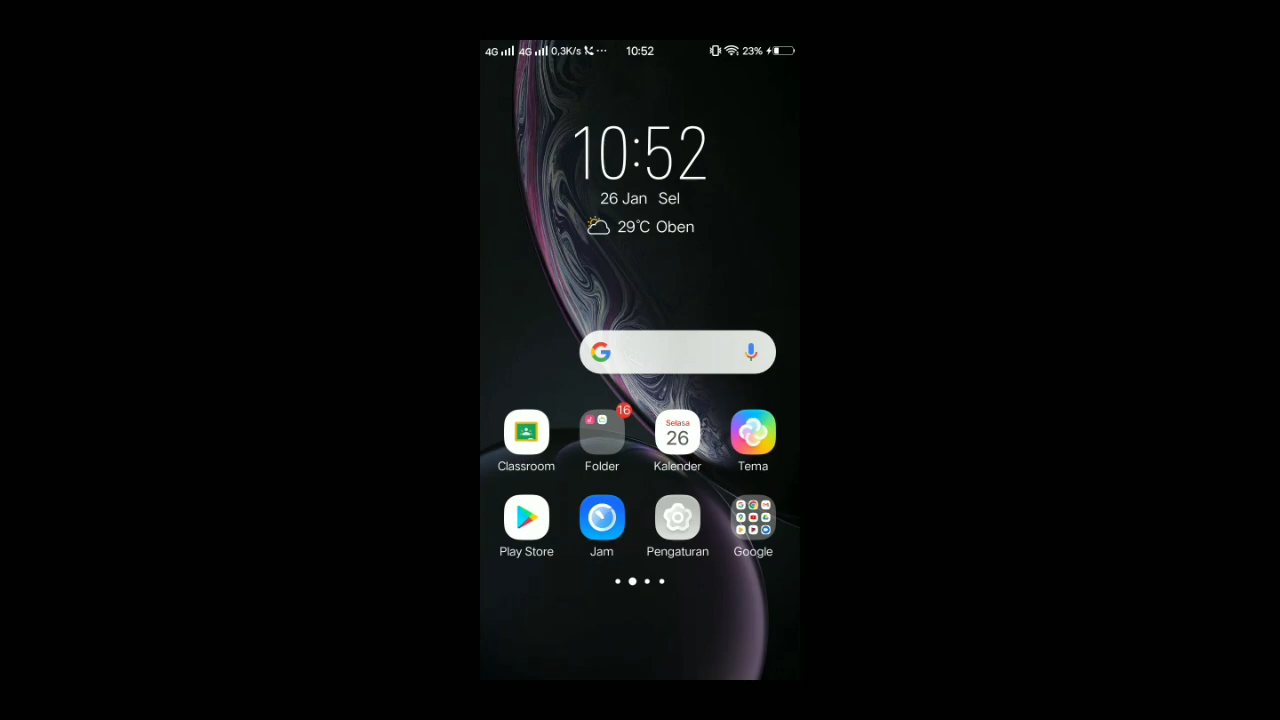 4G 4G 0,3K/s ... 10:52 23%
10:52
26 Jan Sel
29°C Oben
16
Selasa
26
Classroom Folder Kalender Tema
Play Store Jam Pengaturan Google